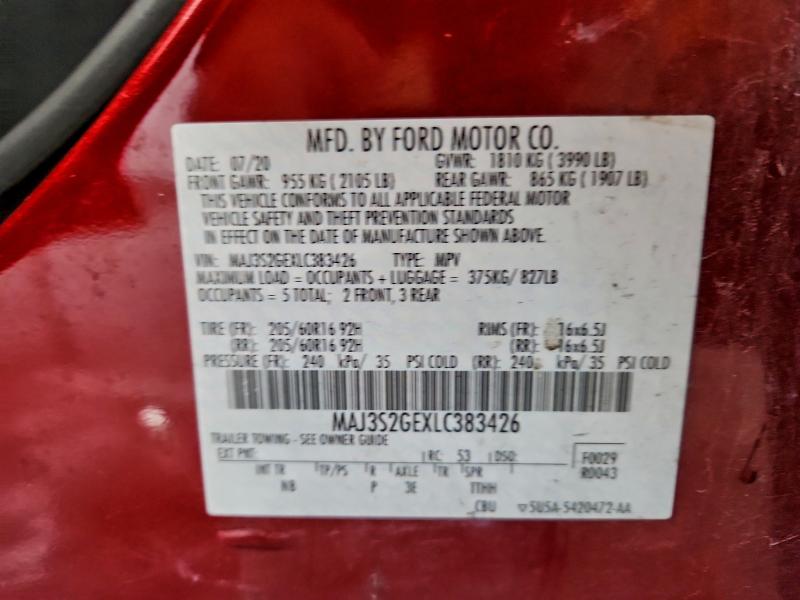 MFD. BY FORD MOTOR CO.
DATE: 07/20 GVWR: 1810 KG ( 3990 LB)
FRONT GAWR: 955 KG ( 2105 LB) REAR GAWR: 865 KG ( 1907 LB)
THIS VEHICLE CONFORMS TO ALL APPLICABLE FEDERAL MOTOR
VEHICLE SAFETY AND THEFT PREVENTION STANDARDS
IN EFFECT ON THE DATE OF MANUFACTURE SHOWN ABOVE.
VIN: MAJ3S2GEXLC383426 TYPE: MPV
MAXIMUM LOAD = OCCUPANTS + LUGGAGE = 375KG/ 827LB
OCCUPANTS = 5 TOTAL; 2 FRONT, 3 REAR
TIRE (FR): 205/60R16 92H RIMS (FR): 16x6.5J
(RR): 205/60R16 92H (RR): 16x6.5J
PRESSURE (FR): 240 kPa/ 35 PSI COLD (RR): 240 kPa/ 35 PSI COLD
MAJ3S2GEXLC383426
TRAILER TOWING - SEE OWNER GUIDE
EXT PNT: RC: 53 DSO: F0029
R0043
INT TR TP/PS R AXLE TR SPR
NB P 3E TTHH
CBU 5U5A-5420472-AA